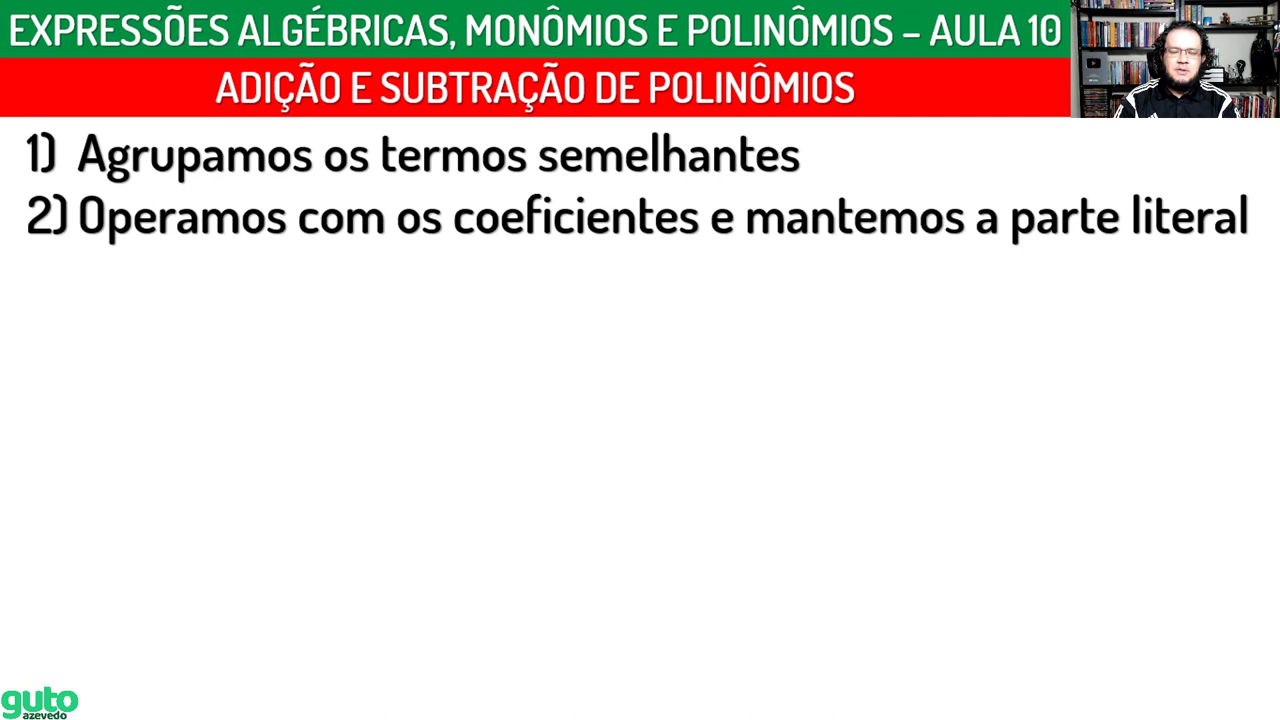 EXPRESSÕES ALGÉBRICAS, MONÔMIOS E POLINÔMIOS – AULA 10
ADIÇÃO E SUBTRAÇÃO DE POLINÔMIOS
1) Agrupamos os termos semelhantes
2) Operamos com os coeficientes e mantemos a parte literal
guto
azevedo